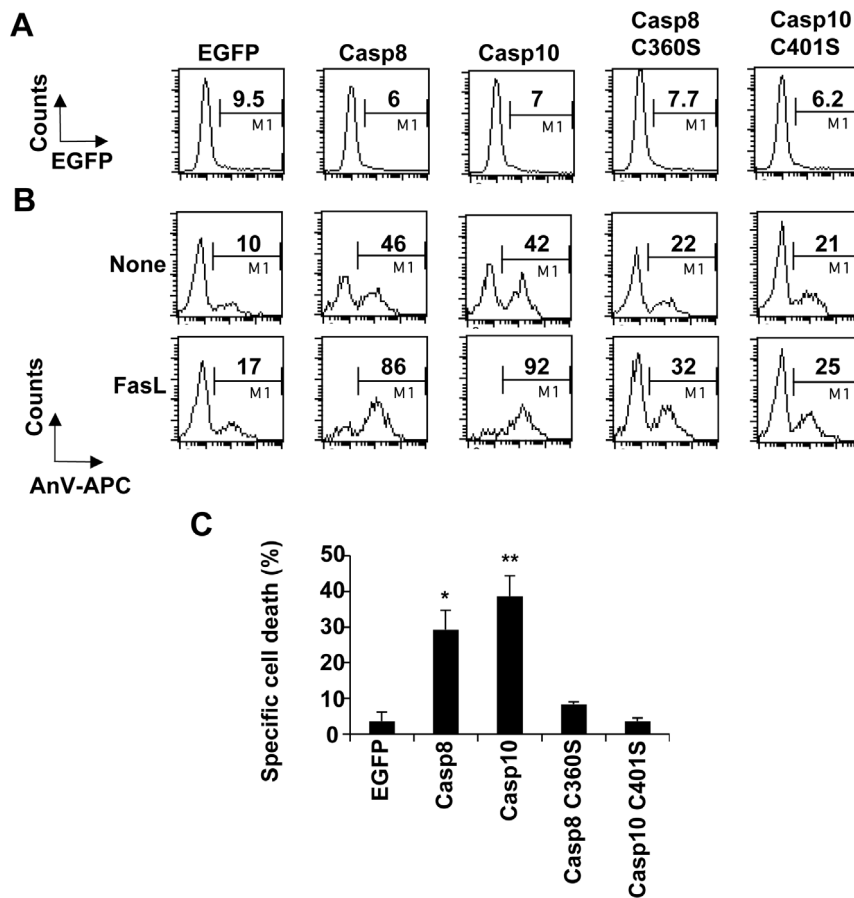 A
EGFP
Casp8
Casp10
Casp8
C360S
Casp10
C401S
Counts
EGFP
9.5
M1
6
M1
7
M1
7.7
M1
6.2
M1
B
None
10
M1
46
M1
42
M1
22
M1
21
M1
FasL
17
M1
86
M1
92
M1
32
M1
25
M1
Counts
AnV-APC
C
Specific cell death (%)
50
40
30
20
10
0
*
**
EGFP
Casp8
Casp10
Casp8 C360S
Casp10 C401S